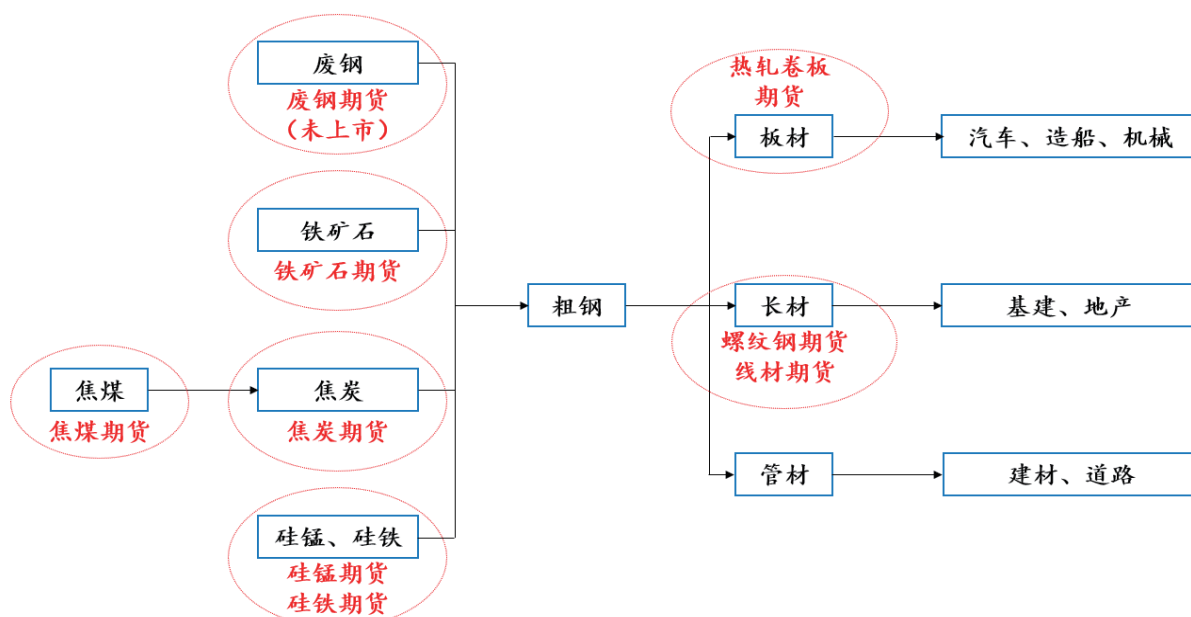 废钢
废钢期货
（未上市）
铁矿石
铁矿石期货
焦煤
焦煤期货
焦炭
焦炭期货
硅锰、硅铁
硅锰期货
硅铁期货
粗钢
热轧卷板
期货
板材
汽车、造船、机械
长材
螺纹钢期货
线材期货
基建、地产
管材
建材、道路